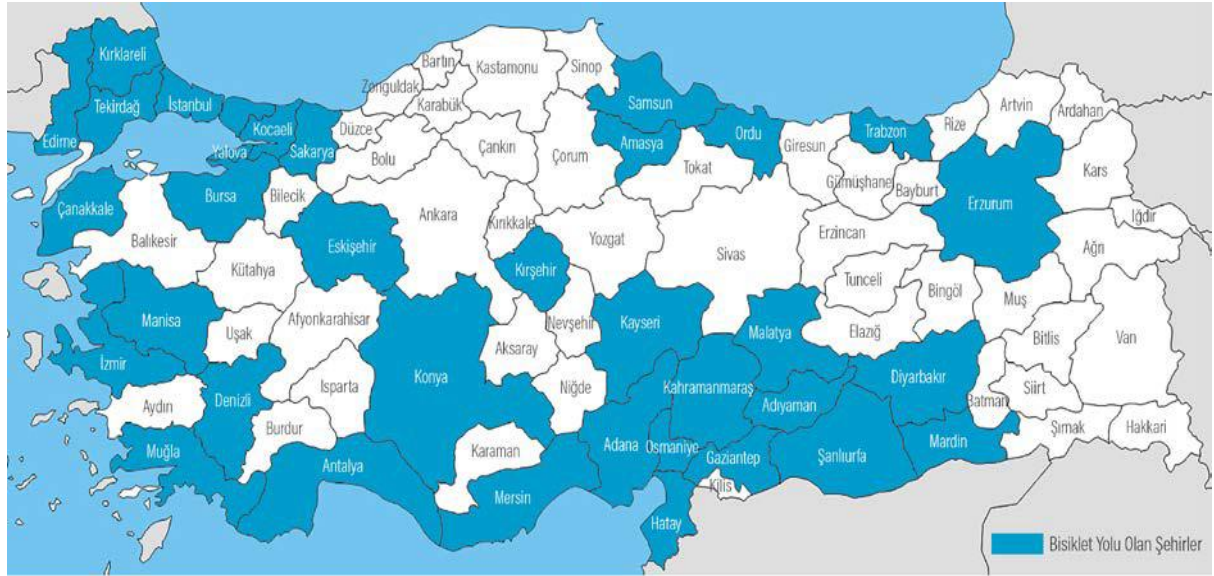 Kırklareli
Edirne
Tekirdağ
İstanbul
Kocaeli
Yalova
Sakarya
Düzce
Zonguldak
Bartın
Karabük
Kastamonu
Sinop
Bolu
Çankırı
Çorum
Samsun
Amasya
Ordu
Tokat
Giresun
Gümüşhane
Trabzon
Bayburt
Rize
Artvin
Ardahan
Kars
Iğdır
Erzurum
Ağrı
Çanakkale
Balıkesir
Bursa
Bilecik
Kütahya
Eskişehir
Ankara
Kırıkkale
Kırşehir
Yozgat
Sivas
Erzincan
Tunceli
Bingöl
Elazığ
Muş
Bitlis
Van
Manisa
Uşak
Afyonkarahisar
İzmir
Aydın
Denizli
Muğla
Isparta
Burdur
Antalya
Konya
Aksaray
Nevşehir
Niğde
Karaman
Mersin
Kayseri
Malatya
Kahramanmaraş
Adıyaman
Adana
Osmaniye
Gaziantep
Kilis
Hatay
Şanlıurfa
Diyarbakır
Mardin
Batman
Siirt
Şırnak
Hakkari
Bisiklet Yolu Olan Şehirler